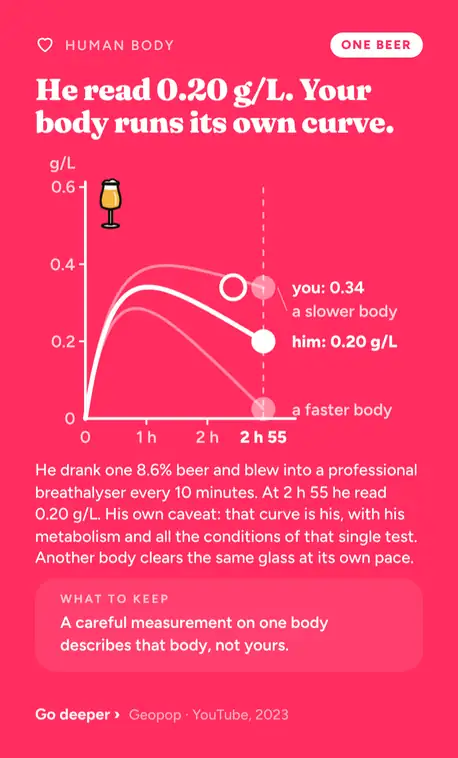 HUMAN BODY
ONE BEER
He read 0.20 g/L. Your
body runs its own curve.
g/L
0.6
0.4
0.2
0
0
1 h
2 h
2 h 55
you: 0.34
a slower body
him: 0.20 g/L
a faster body
He drank one 8.6% beer and blew into a professional
breathalyser every 10 minutes. At 2 h 55 he read
0.20 g/L. His own caveat: that curve is his, with his
metabolism and all the conditions of that single test.
Another body clears the same glass at its own pace.
WHAT TO KEEP
A careful measurement on one body
describes that body, not yours.
Go deeper › Geopop · YouTube, 2023